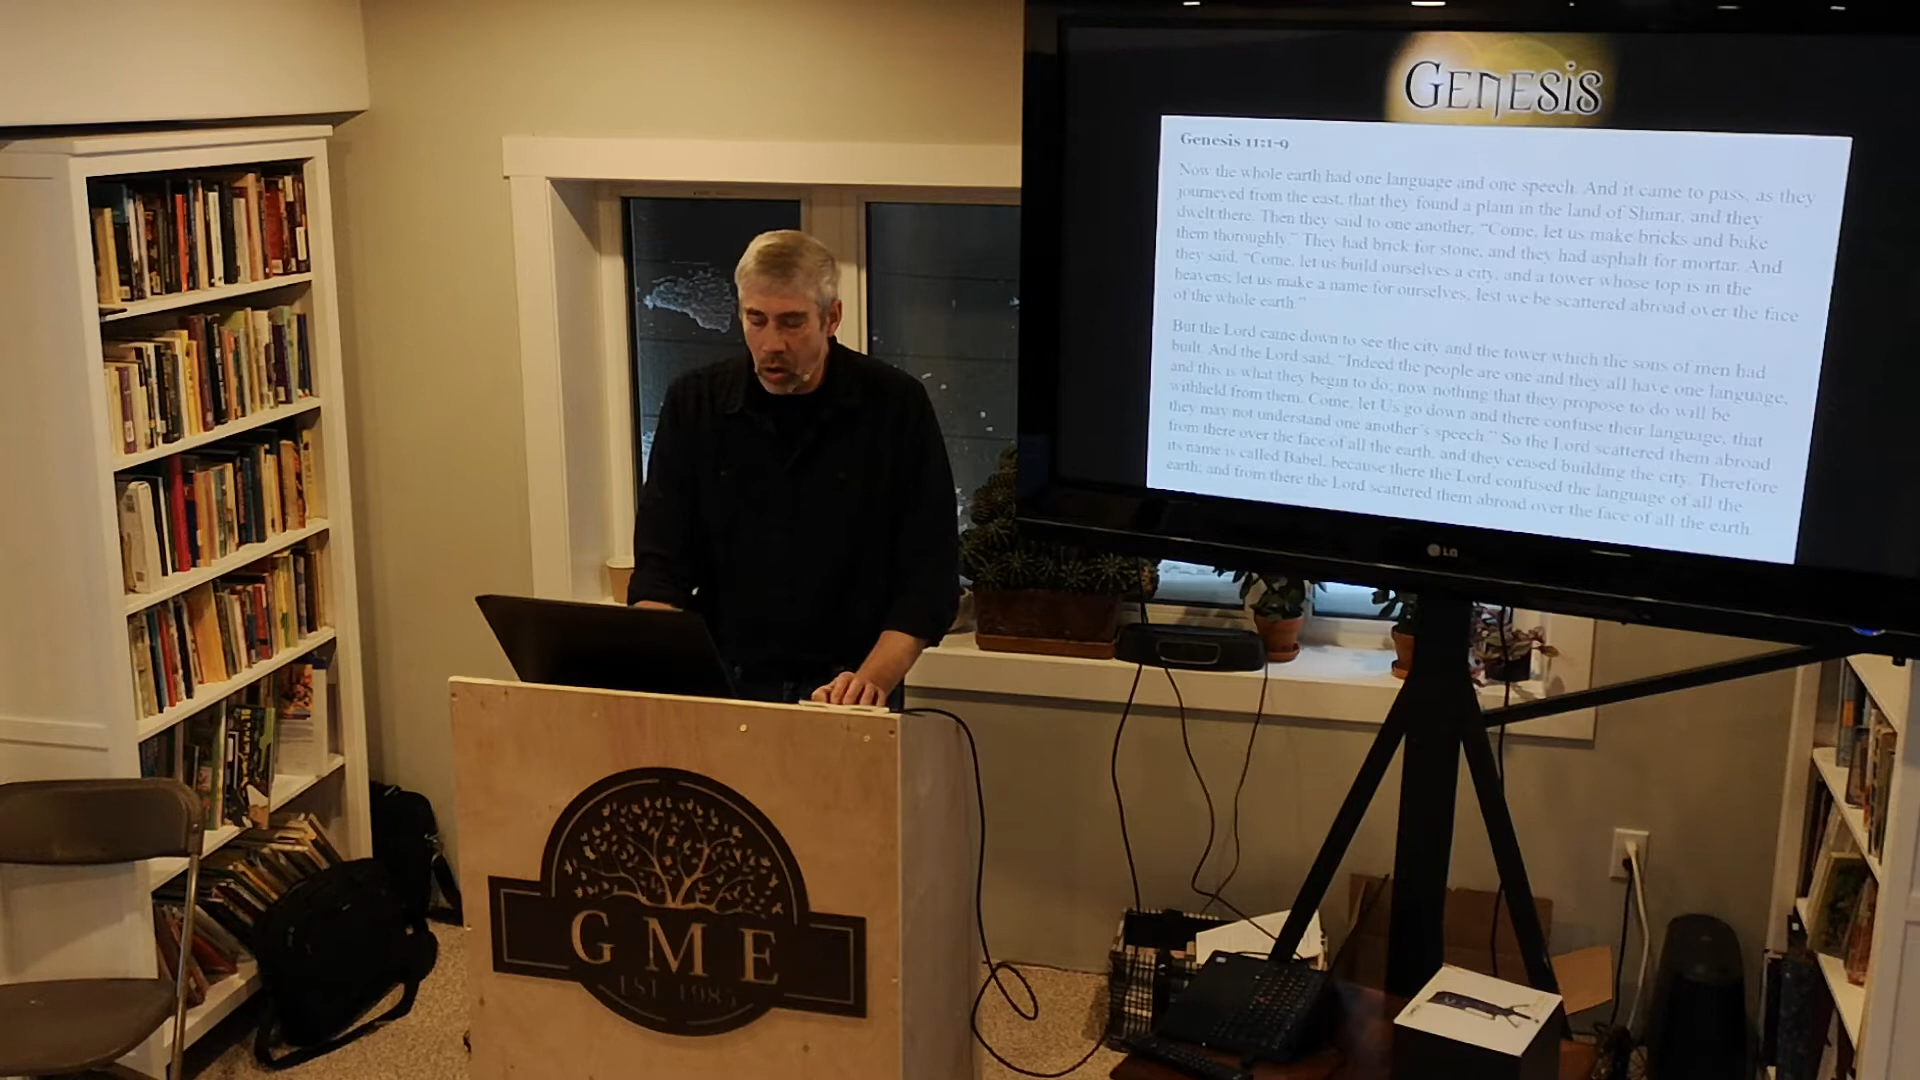 GENESIS
Genesis 11:1-9
Now the whole earth had one language and one speech. And it came to pass, as they
journeyed from the east, that they found a plain in the land of Shinar, and they
dwelt there. Then they said to one another, “Come, let us make bricks and bake
them thoroughly.” They had brick for stone, and they had asphalt for mortar. And
they said, “Come, let us build ourselves a city, and a tower whose top is in the
heavens; let us make a name for ourselves, lest we be scattered abroad over the face
of the whole earth.”
But the Lord came down to see the city and the tower which the sons of men had
built. And the Lord said, “Indeed the people are one and they all have one language,
and this is what they begin to do; now nothing that they propose to do will be
withheld from them. Come, let Us go down and there confuse their language, that
they may not understand one another’s speech.” So the Lord scattered them abroad
from there over the face of all the earth, and they ceased building the city. Therefore
its name is called Babel, because there the Lord confused the language of all the
earth; and from there the Lord scattered them abroad over the face of all the earth.
LG
GME
EST. 1985